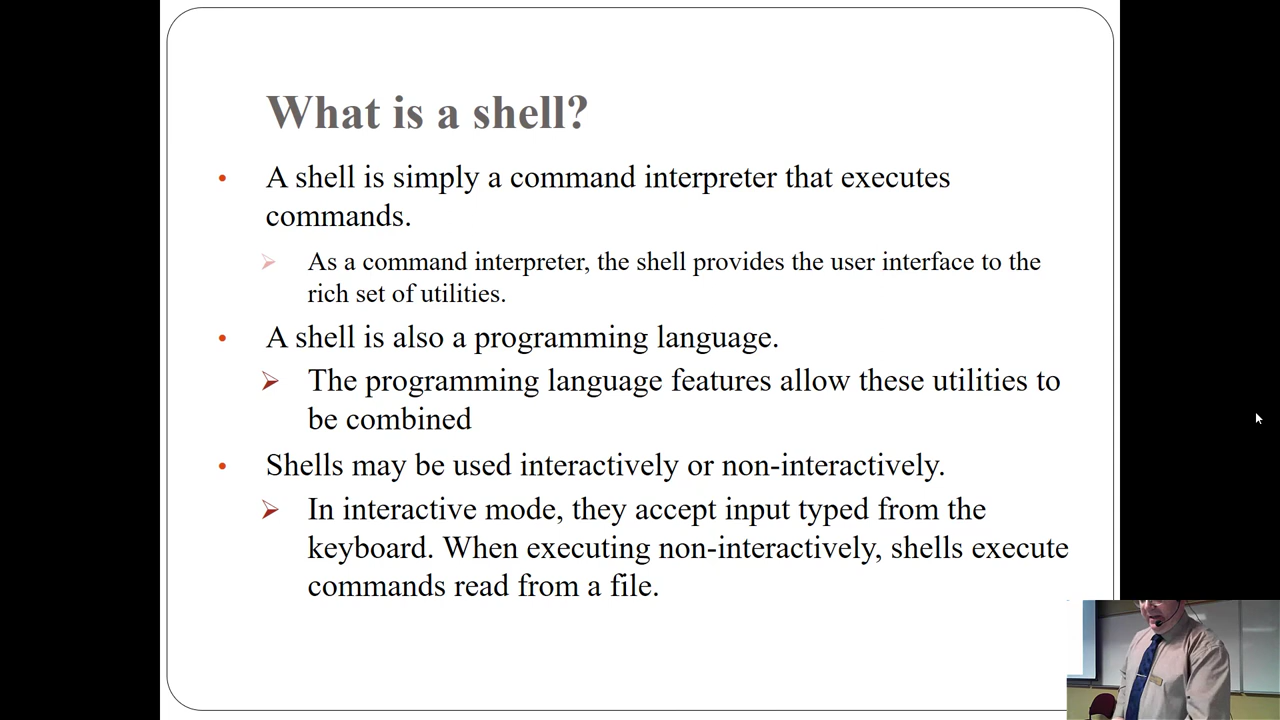 What is a shell?
• A shell is simply a command interpreter that executes
commands.
As a command interpreter, the shell provides the user interface to the
rich set of utilities.
• A shell is also a programming language.
The programming language features allow these utilities to
be combined
• Shells may be used interactively or non-interactively.
In interactive mode, they accept input typed from the
keyboard. When executing non-interactively, shells execute
commands read from a file.